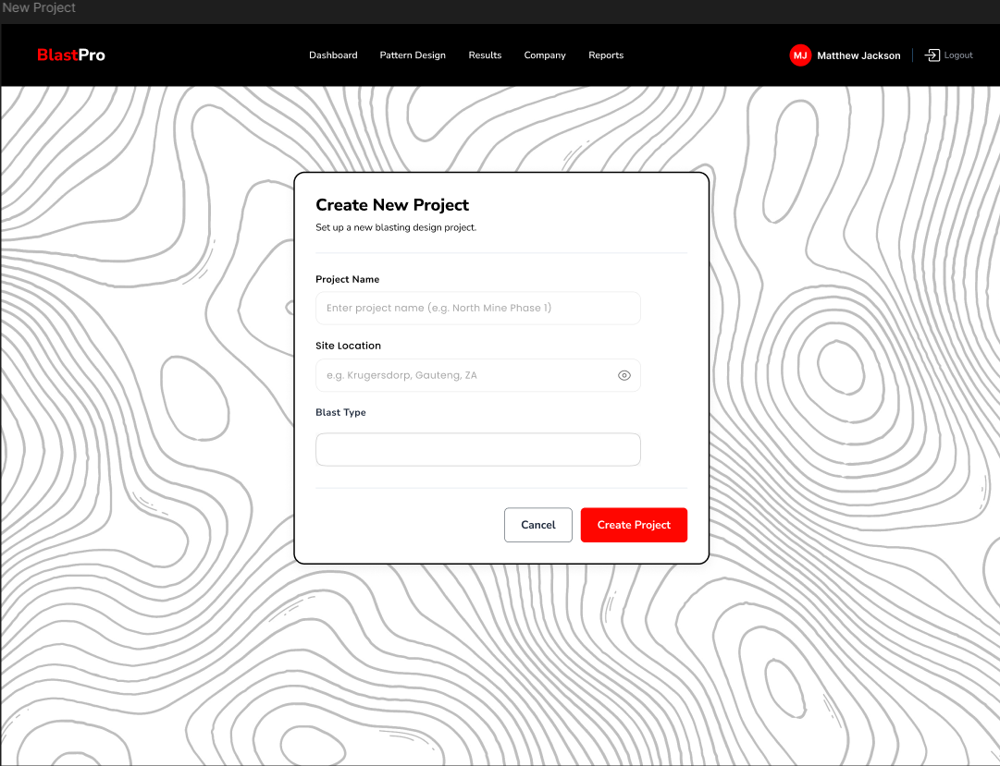 New Project
BlastPro
Dashboard
Pattern Design
Results
Company
Reports
MJ
Matthew Jackson
Logout
Create New Project
Set up a new blasting design project.
Project Name
Enter project name (e.g. North Mine Phase 1)
Site Location
e.g. Krugersdorp, Gauteng, ZA
Blast Type
Cancel
Create Project